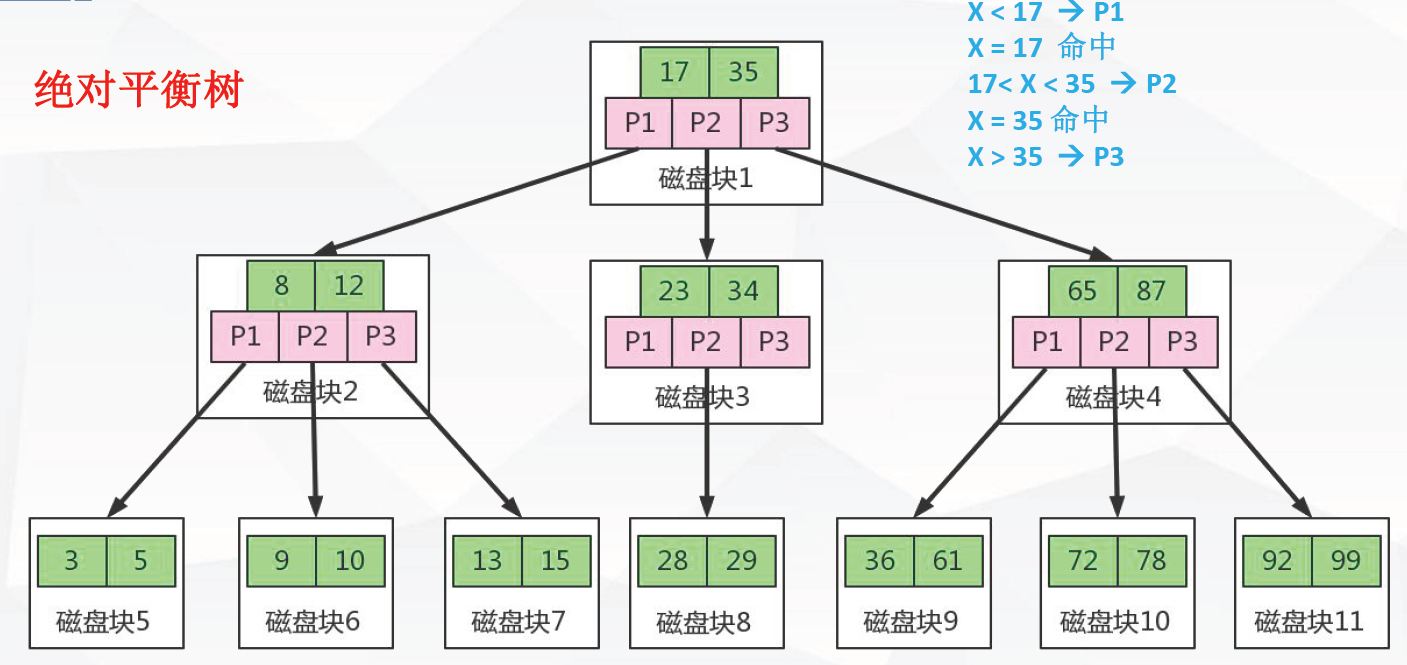 绝对平衡树
X < 17 → P1
X = 17 命中
17< X < 35 → P2
X = 35 命中
X > 35 → P3
17 35
P1 P2 P3
磁盘块1
8 12
P1 P2 P3
磁盘块2
23 34
P1 P2 P3
磁盘块3
65 87
P1 P2 P3
磁盘块4
3 5
磁盘块5
9 10
磁盘块6
13 15
磁盘块7
28 29
磁盘块8
36 61
磁盘块9
72 78
磁盘块10
92 99
磁盘块11